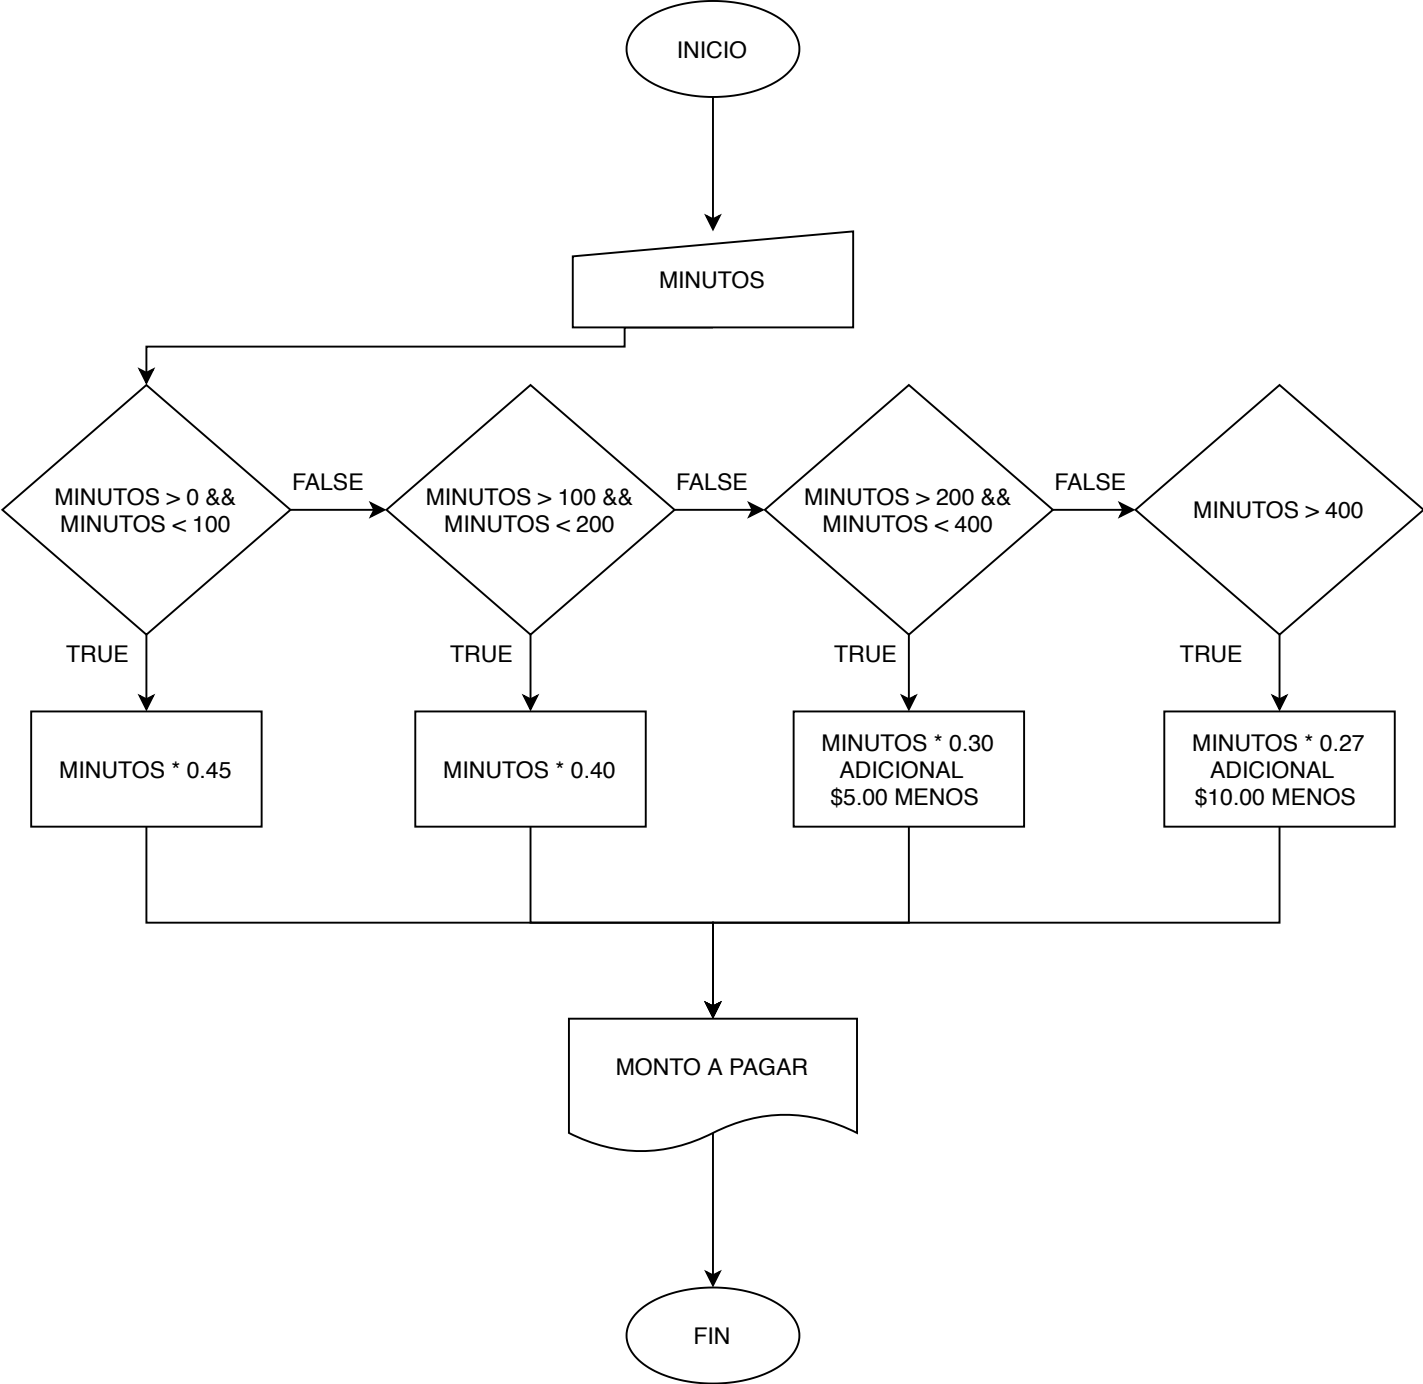 INICIO
MINUTOS
MINUTOS > 0 &&
MINUTOS < 100
FALSE
MINUTOS > 100 &&
MINUTOS < 200
FALSE
MINUTOS > 200 &&
MINUTOS < 400
FALSE
MINUTOS > 400
TRUE
TRUE
TRUE
TRUE
MINUTOS * 0.45
MINUTOS * 0.40
MINUTOS * 0.30
ADICIONAL
$5.00 MENOS
MINUTOS * 0.27
ADICIONAL
$10.00 MENOS
MONTO A PAGAR
FIN